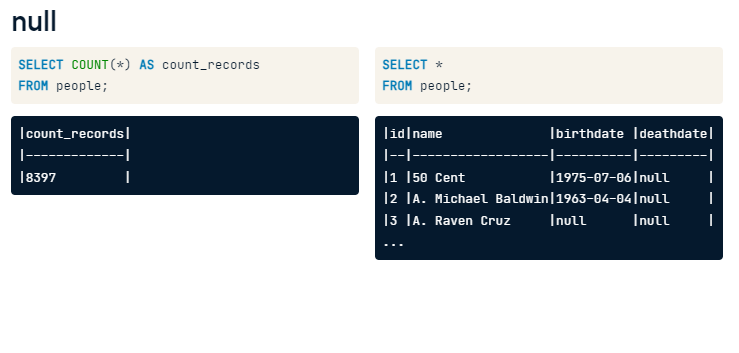 null
SELECT COUNT(*) AS count_records
FROM people;
|count_records|
|-------------|
|8397         |
SELECT *
FROM people;
|id|name              |birthdate |deathdate|
|--|------------------|----------|---------|
|1 |50 Cent           |1975-07-06|null     |
|2 |A. Michael Baldwin|1963-04-04|null     |
|3 |A. Raven Cruz     |null      |null     |
...